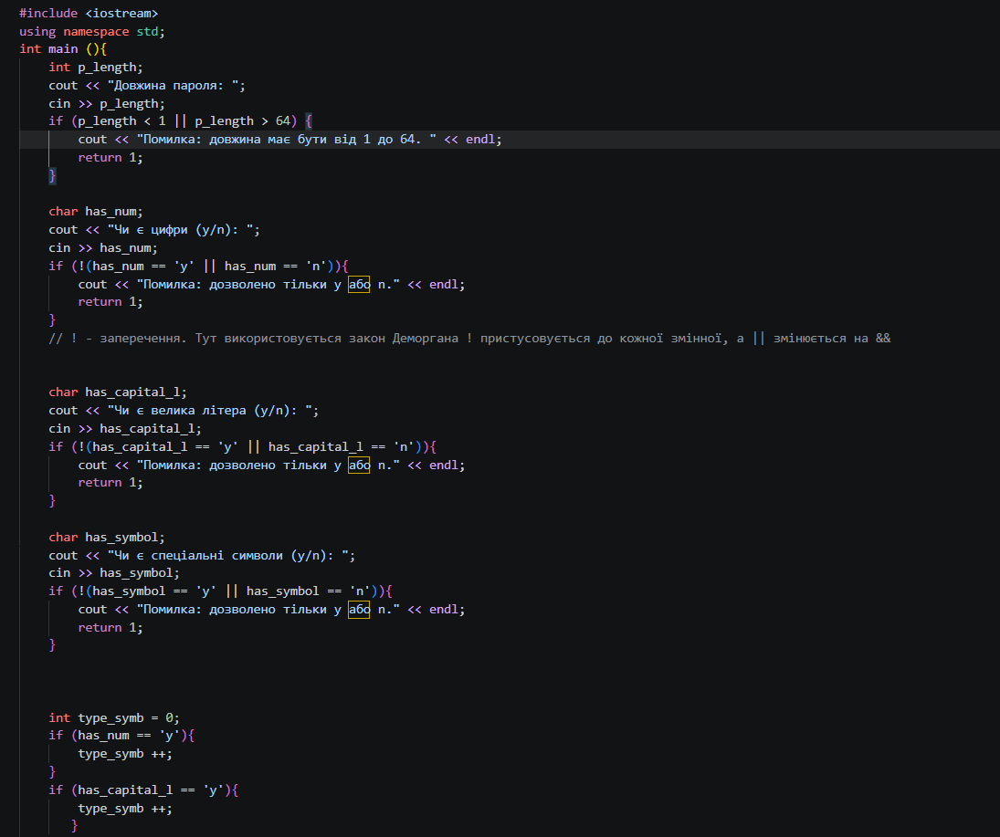 #include <iostream>
using namespace std;
int main (){
    int p_length;
    cout << "Довжина пароля: ";
    cin >> p_length;
    if (p_length < 1 || p_length > 64) {
        cout << "Помилка: довжина має бути від 1 до 64. " << endl;
        return 1;
    }
    char has_num;
    cout << "Чи є цифри (y/n): ";
    cin >> has_num;
    if (!(has_num == 'y' || has_num == 'n')){
        cout << "Помилка: дозволено тільки y або n." << endl;
        return 1;
    }
    // ! - заперечення. Тут використовується закон Деморгана ! пристусовується до кожної змінної, а || змінюється на &&
    char has_capital_l;
    cout << "Чи є велика літера (y/n): ";
    cin >> has_capital_l;
    if (!(has_capital_l == 'y' || has_capital_l == 'n')){
        cout << "Помилка: дозволено тільки y або n." << endl;
        return 1;
    }
    char has_symbol;
    cout << "Чи є спеціальні символи (y/n): ";
    cin >> has_symbol;
    if (!(has_symbol == 'y' || has_symbol == 'n')){
        cout << "Помилка: дозволено тільки y або n." << endl;
        return 1;
    }
    int type_symb = 0;
    if (has_num == 'y'){
        type_symb ++;
    }
    if (has_capital_l == 'y'){
        type_symb ++;
       }